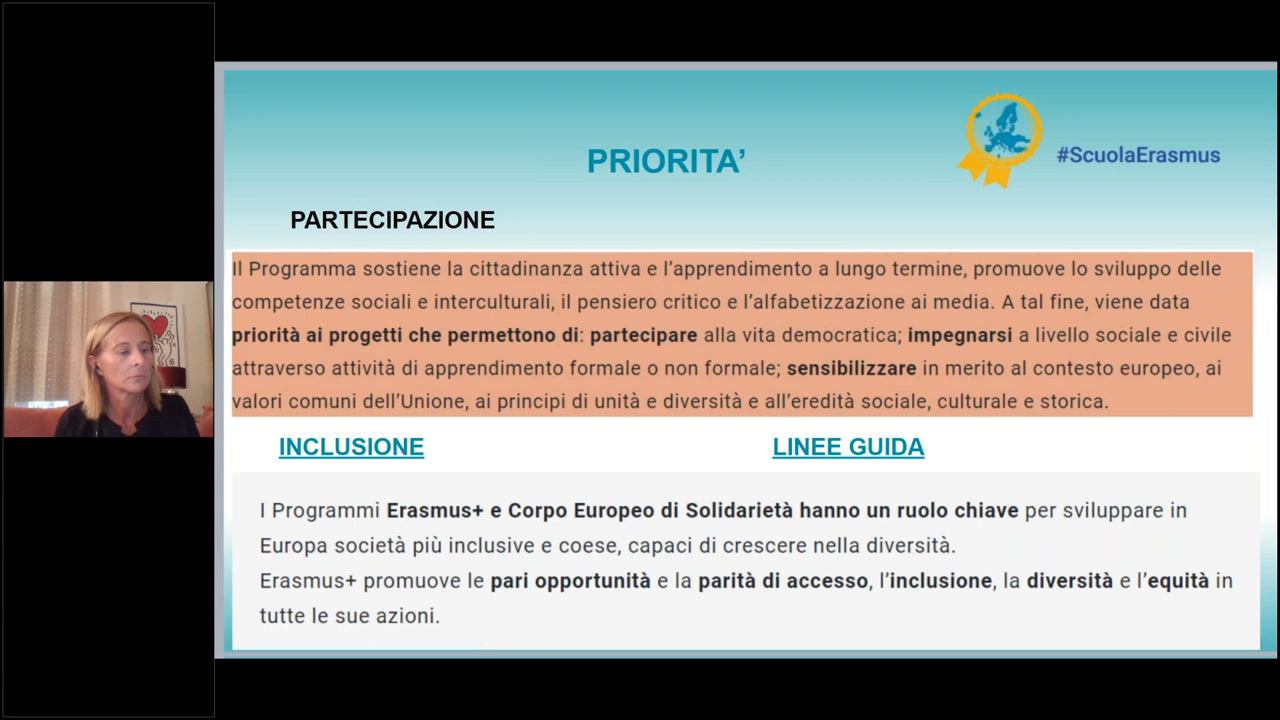 PRIORITA’
#ScuolaErasmus
PARTECIPAZIONE
Il Programma sostiene la cittadinanza attiva e l’apprendimento a lungo termine, promuove lo sviluppo delle
competenze sociali e interculturali, il pensiero critico e l’alfabetizzazione ai media. A tal fine, viene data
priorità ai progetti che permettono di: partecipare alla vita democratica; impegnarsi a livello sociale e civile
attraverso attività di apprendimento formale o non formale; sensibilizzare in merito al contesto europeo, ai
valori comuni dell’Unione, ai principi di unità e diversità e all’eredità sociale, culturale e storica.
INCLUSIONE
LINEE GUIDA
I Programmi Erasmus+ e Corpo Europeo di Solidarietà hanno un ruolo chiave per sviluppare in
Europa società più inclusive e coese, capaci di crescere nella diversità.
Erasmus+ promuove le pari opportunità e la parità di accesso, l’inclusione, la diversità e l’equità in
tutte le sue azioni.